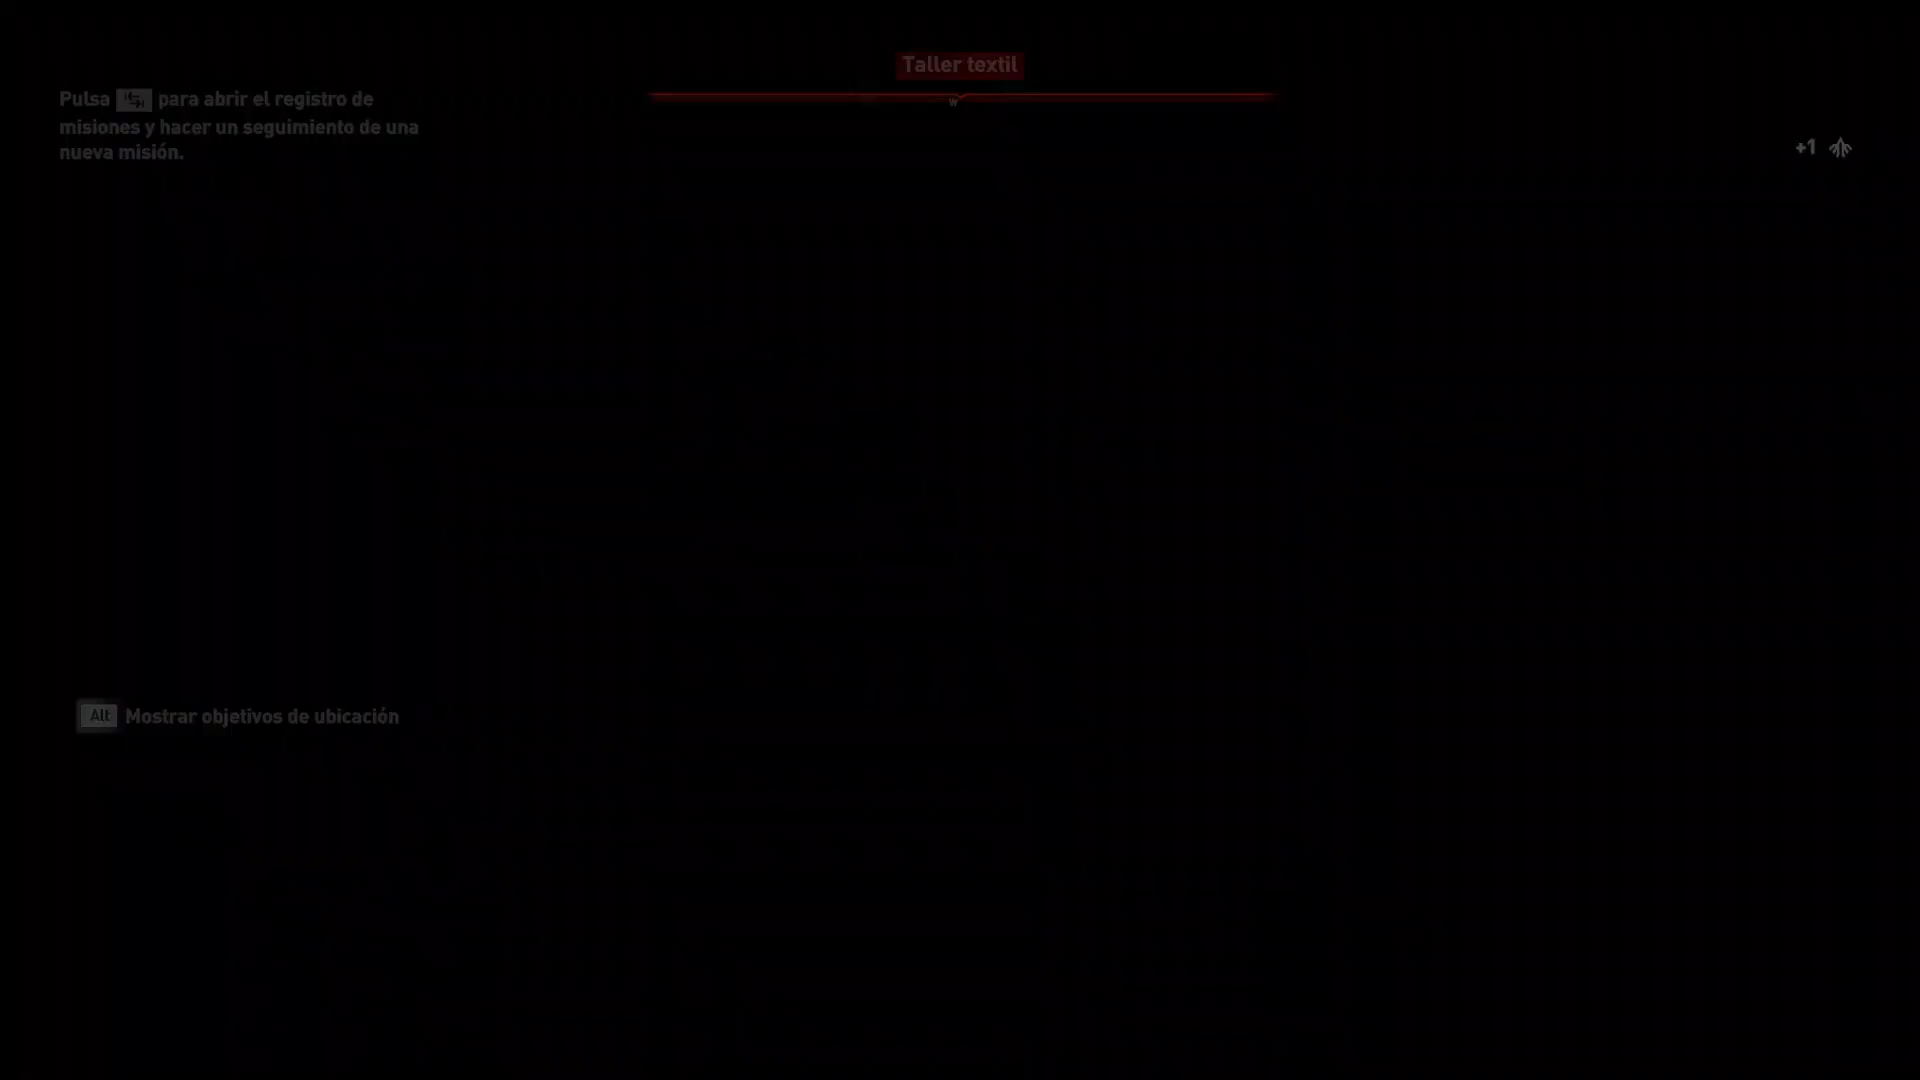 Taller textil
W
Pulsa para abrir el registro de
misiones y hacer un seguimiento de una
nueva misión.
+1
Alt Mostrar objetivos de ubicación